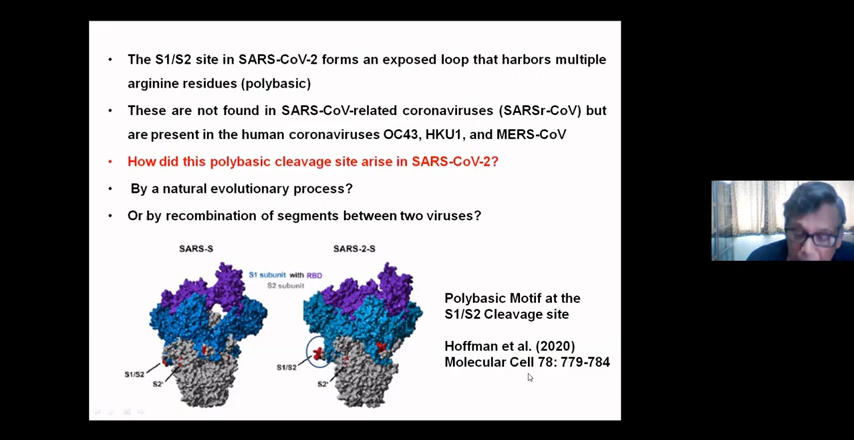 • The S1/S2 site in SARS-CoV-2 forms an exposed loop that harbors multiple
arginine residues (polybasic)
• These are not found in SARS-CoV-related coronaviruses (SARSr-CoV) but
are present in the human coronaviruses OC43, HKU1, and MERS-CoV
• How did this polybasic cleavage site arise in SARS-CoV-2?
• By a natural evolutionary process?
• Or by recombination of segments between two viruses?
SARS-S
SARS-2-S
S1 subunit with RBD
S2 subunit
S1/S2
S2'
S1/S2
S2'
Polybasic Motif at the
S1/S2 Cleavage site
Hoffman et al. (2020)
Molecular Cell 78: 779-784